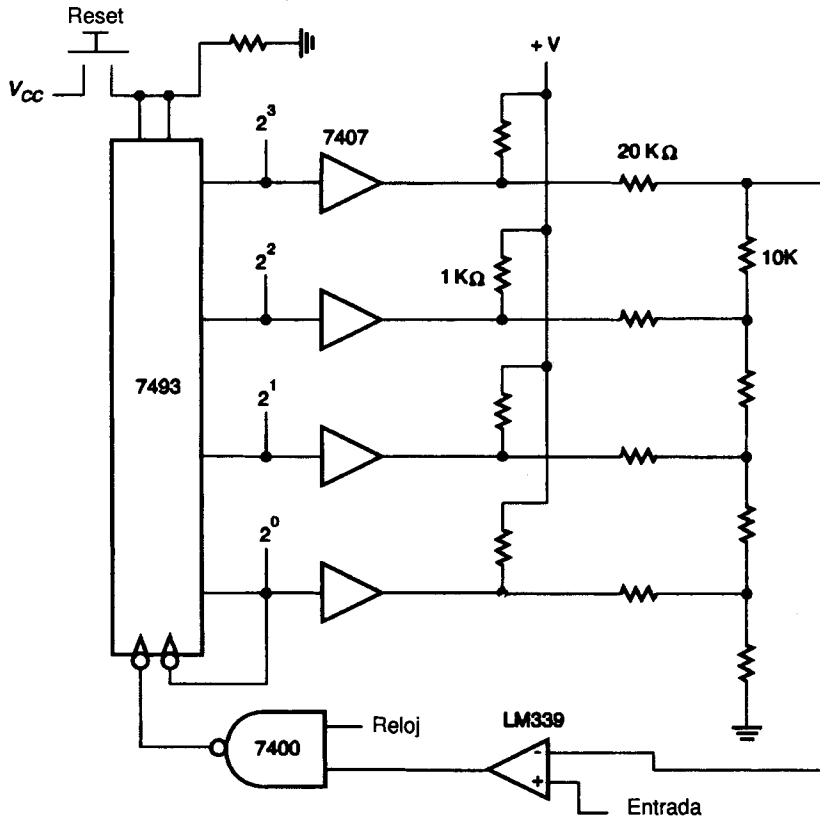 Reset
V_CC
+ V
2^3
7407
20 KΩ
10K
2^2
1 KΩ
7493
2^1
2^0
LM339
Reloj
7400
-
+
Entrada